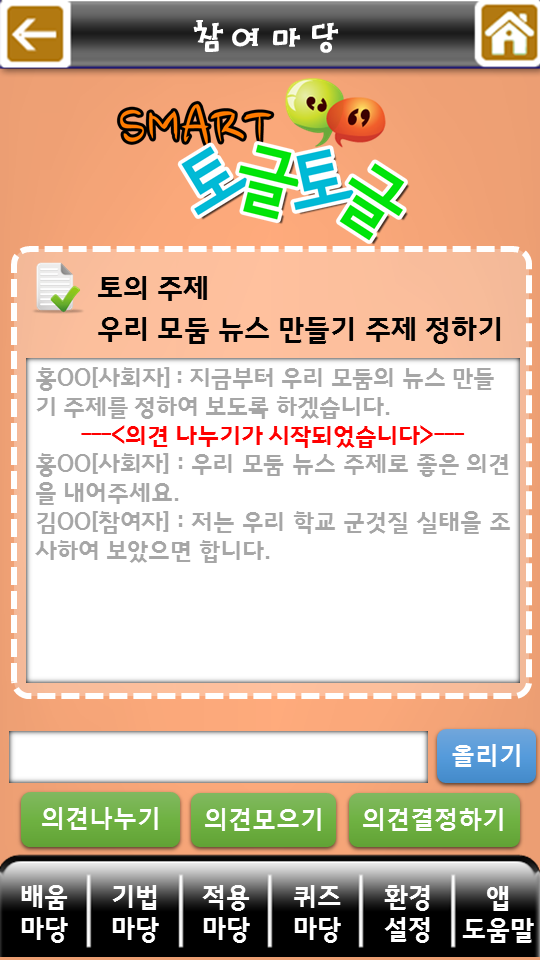 참여마당
SMART
토글토글
토의 주제
우리 모둠 뉴스 만들기 주제 정하기
홍OO[사회자] : 지금부터 우리 모둠의 뉴스 만들
기 주제를 정하여 보도록 하겠습니다.
---<의견 나누기가 시작되었습니다>---
홍OO[사회자] : 우리 모둠 뉴스 주제로 좋은 의견
을 내어주세요.
김OO[참여자] : 저는 우리 학교 군것질 실태을 조
사하여 보았으면 합니다.
올리기
의견나누기 의견모으기 의견결정하기
배움 기법 적용 퀴즈 환경 앱
마당 마당 마당 마당 설정 도움말